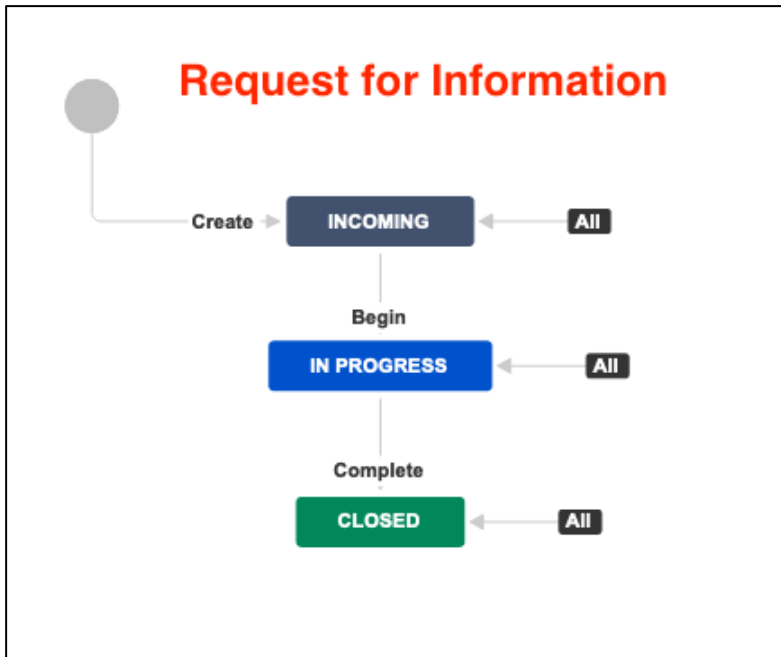 Request for Information
Create
INCOMING
All
Begin
IN PROGRESS
All
Complete
CLOSED
All